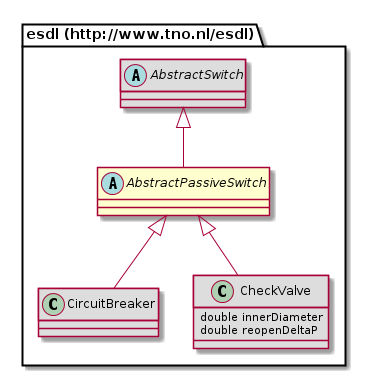 esdl (http://www.tno.nl/esdl)
A AbstractSwitch
A AbstractPassiveSwitch
C CircuitBreaker
C CheckValve
double innerDiameter
double reopenDeltaP